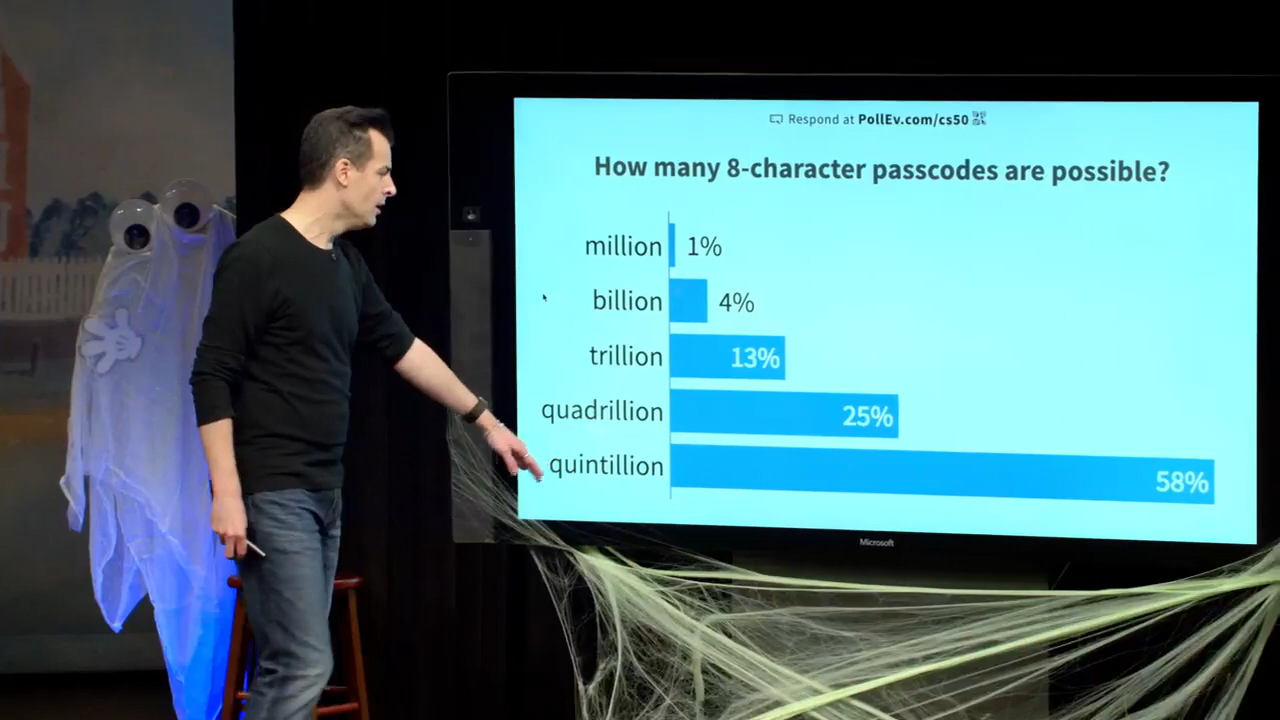 Respond at PollEv.com/cs50
How many 8-character passcodes are possible?
million 1%
billion 4%
trillion 13%
quadrillion 25%
quintillion 58%
Microsoft